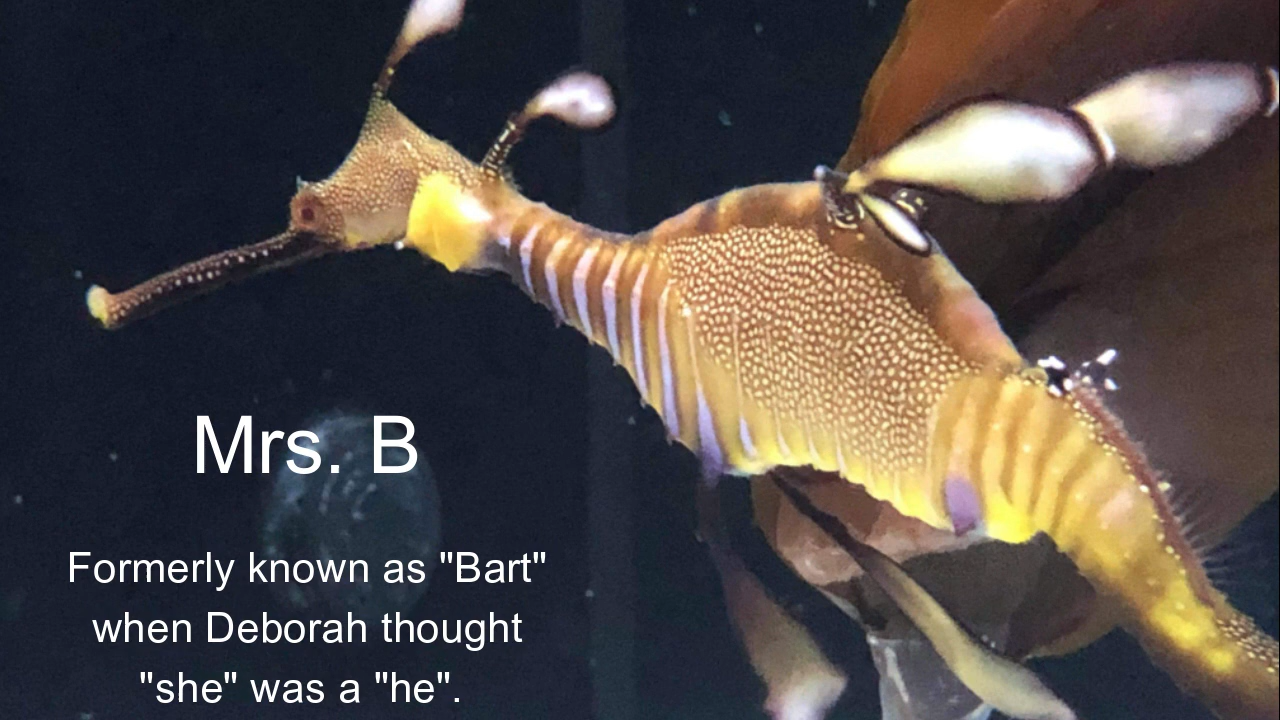 Mrs. B
Formerly known as "Bart"
when Deborah thought
"she" was a "he".